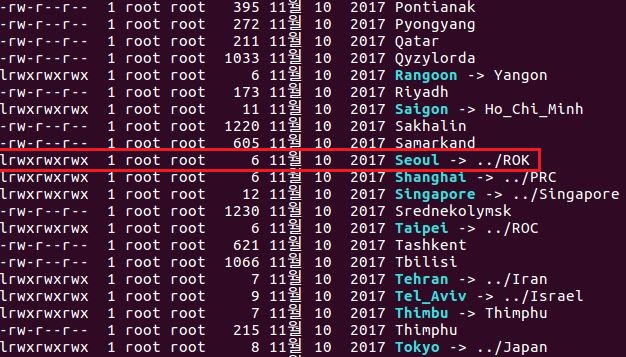 -rw-r--r-- 1 root root 395 11월 10 2017 Pontianak
-rw-r--r-- 1 root root 272 11월 10 2017 Pyongyang
-rw-r--r-- 1 root root 211 11월 10 2017 Qatar
-rw-r--r-- 1 root root 1033 11월 10 2017 Qyzylorda
lrwxrwxrwx 1 root root 6 11월 10 2017 Rangoon -> Yangon
-rw-r--r-- 1 root root 173 11월 10 2017 Riyadh
lrwxrwxrwx 1 root root 11 11월 10 2017 Saigon -> Ho_Chi_Minh
-rw-r--r-- 1 root root 1220 11월 10 2017 Sakhalin
-rw-r--r-- 1 root root 605 11월 10 2017 Samarkand
lrwxrwxrwx 1 root root 6 11월 10 2017 Seoul -> ../ROK
lrwxrwxrwx 1 root root 6 11월 10 2017 Shanghai -> ../PRC
lrwxrwxrwx 1 root root 12 11월 10 2017 Singapore -> ../Singapore
-rw-r--r-- 1 root root 1230 11월 10 2017 Srednekolymsk
lrwxrwxrwx 1 root root 6 11월 10 2017 Taipei -> ../ROC
-rw-r--r-- 1 root root 621 11월 10 2017 Tashkent
-rw-r--r-- 1 root root 1066 11월 10 2017 Tbilisi
lrwxrwxrwx 1 root root 7 11월 10 2017 Tehran -> ../Iran
lrwxrwxrwx 1 root root 9 11월 10 2017 Tel_Aviv -> ../Israel
lrwxrwxrwx 1 root root 7 11월 10 2017 Thimbu -> Thimphu
-rw-r--r-- 1 root root 215 11월 10 2017 Thimphu
lrwxrwxrwx 1 root root 8 11월 10 2017 Tokyo -> ../Japan